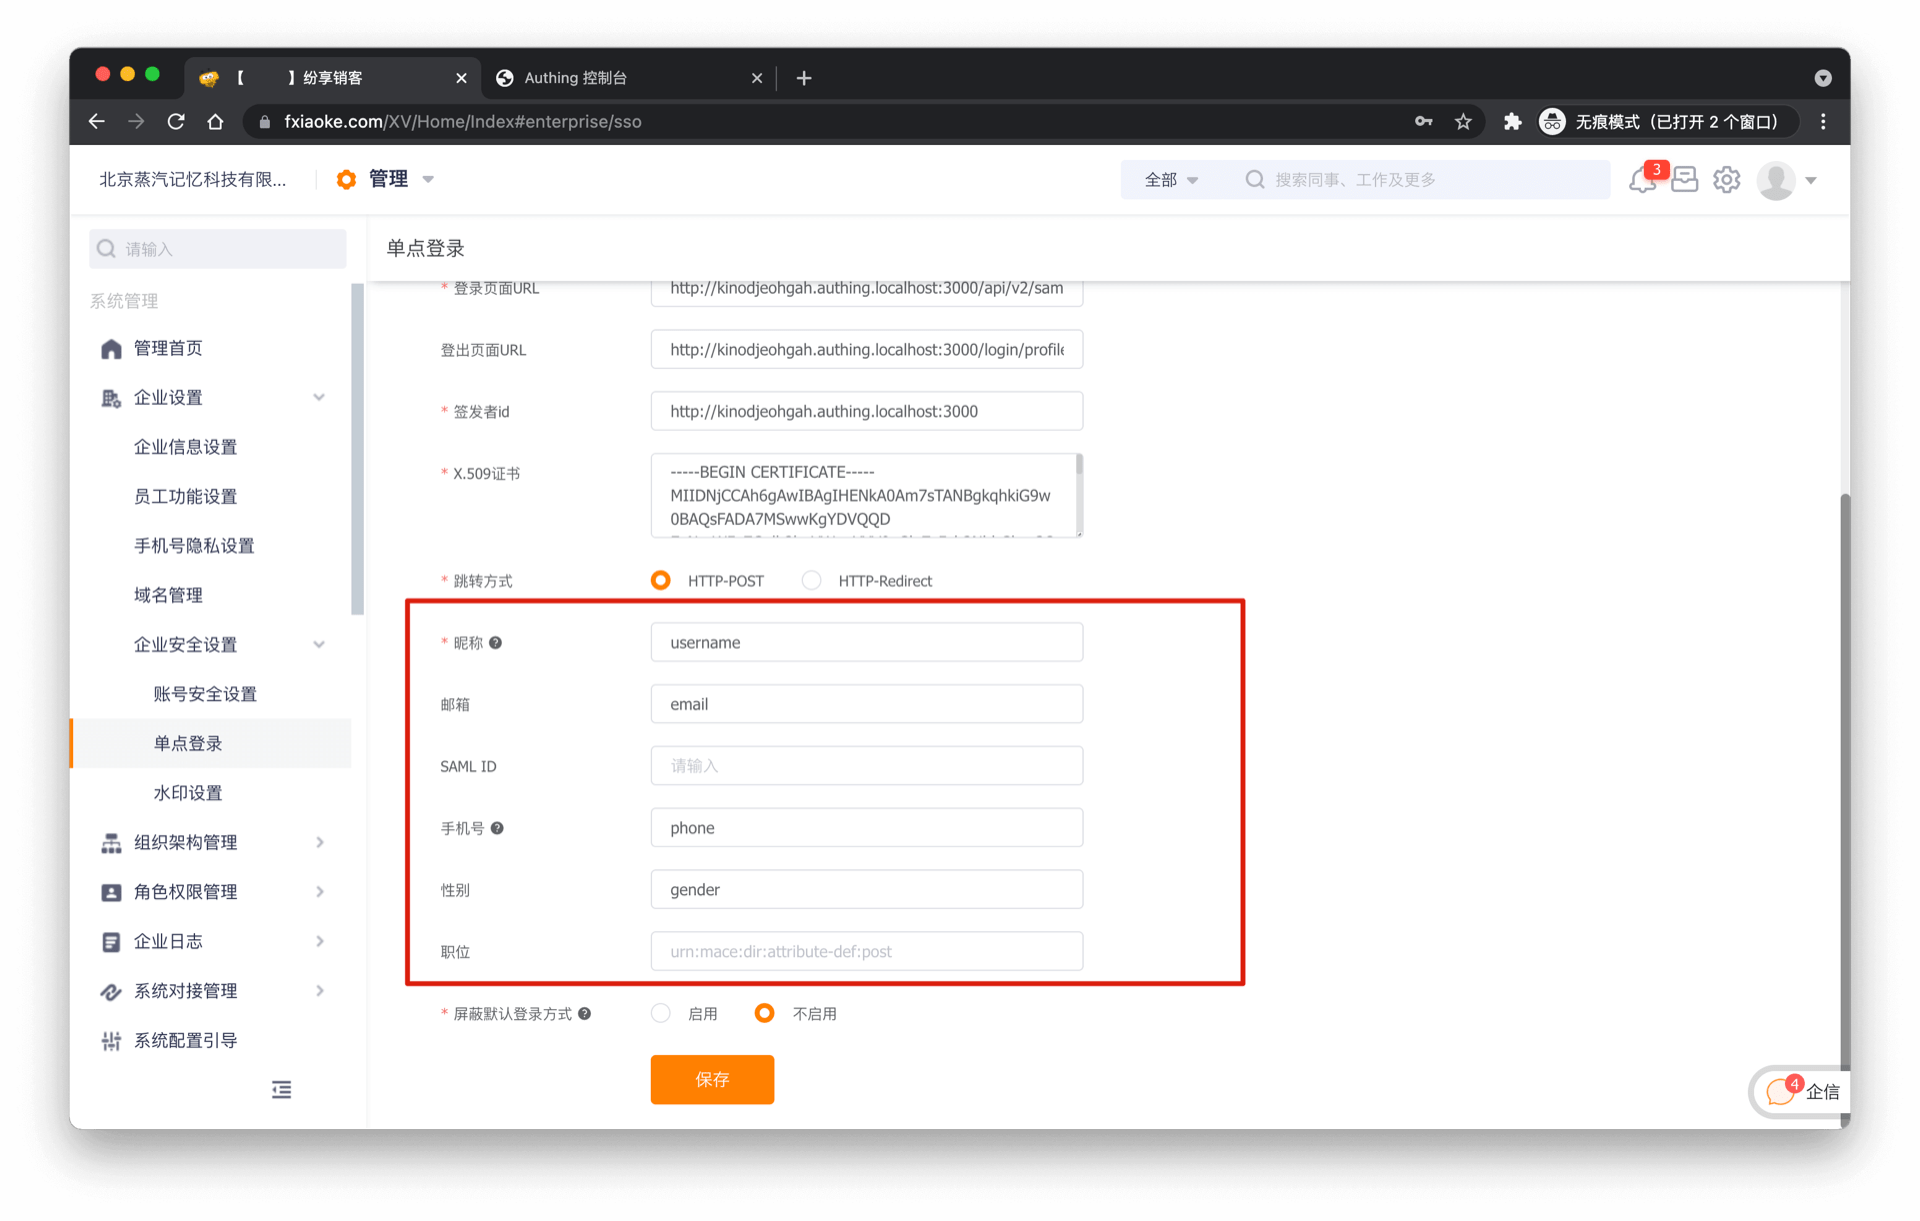 【 】纷享销客
Authing 控制台
fxiaoke.com/XV/Home/Index#enterprise/sso
无痕模式（已打开 2 个窗口）
北京蒸汽记忆科技有限...
管理
全部
搜索同事、工作及更多
3
请输入
单点登录
系统管理
管理首页
企业设置
企业信息设置
员工功能设置
手机号隐私设置
域名管理
企业安全设置
账号安全设置
单点登录
水印设置
组织架构管理
角色权限管理
企业日志
系统对接管理
系统配置引导
* 登录页面URL
http://kinodjeohgah.authing.localhost:3000/api/v2/sam
登出页面URL
http://kinodjeohgah.authing.localhost:3000/login/profile
* 签发者id
http://kinodjeohgah.authing.localhost:3000
* X.509证书
-----BEGIN CERTIFICATE-----
MIIDNjCCAh6gAwIBAgIHENkA0Am7sTANBgkqhkiG9w
0BAQsFADA7MSwwKgYDVQQD
* 跳转方式
HTTP-POST
HTTP-Redirect
* 昵称 ?
username
邮箱
email
SAML ID
请输入
手机号 ?
phone
性别
gender
职位
urn:mace:dir:attribute-def:post
* 屏蔽默认登录方式 ?
启用
不启用
保存
4
企信